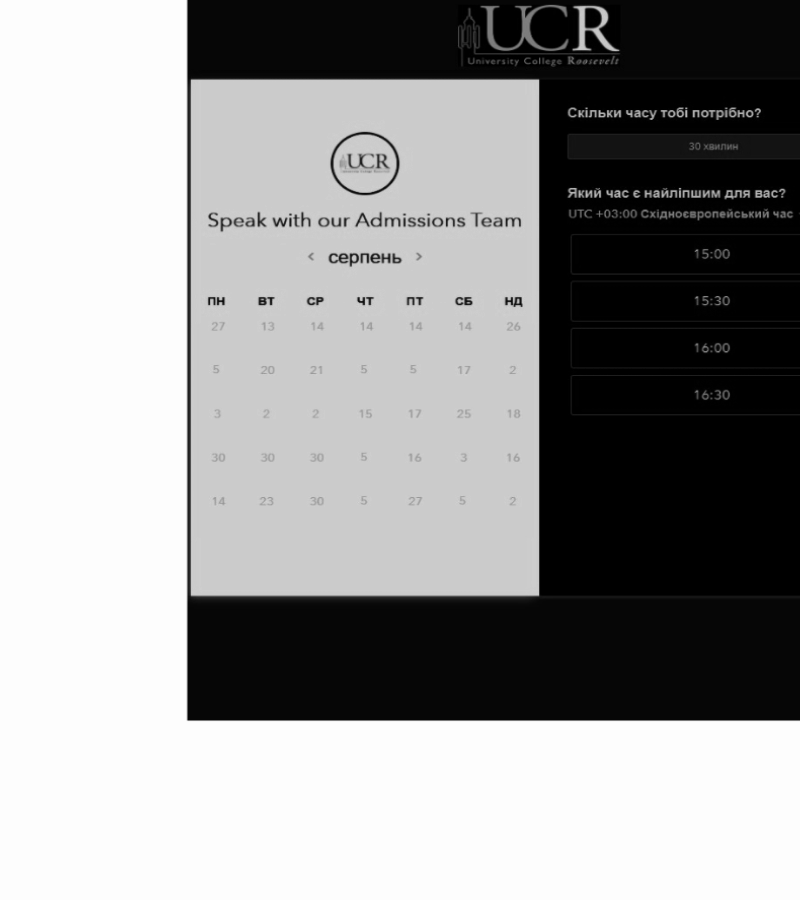 UCR
University College Roosevelt
UCR
Speak with our Admissions Team
< серпень >
ПН ВТ СР ЧТ ПТ СБ НД
27 13 14 14 14 14 26
5 20 21 5 5 17 2
3 2 2 15 17 25 18
30 30 30 5 16 3 16
14 23 30 5 27 5 2
Скільки часу тобі потрібно?
30 хвилин
Який час є найліпшим для вас?
UTC +03:00 Східноєвропейський час
15:00
15:30
16:00
16:30